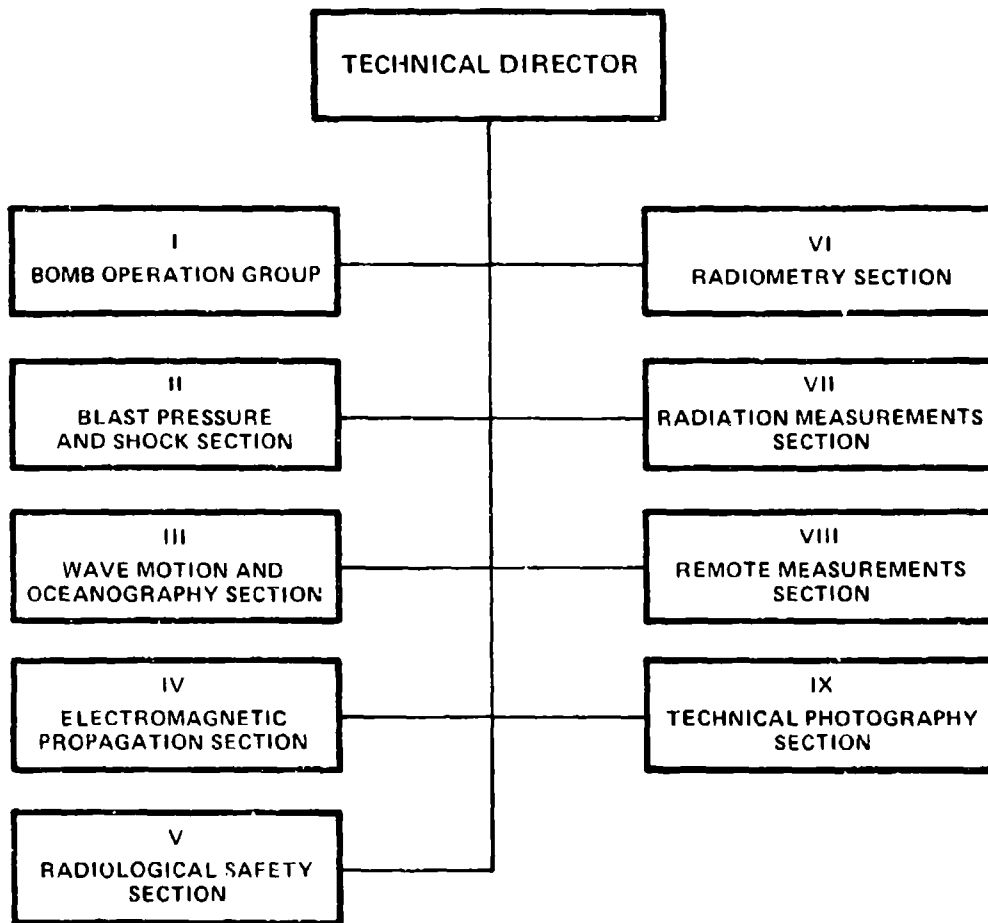 TECHNICAL DIRECTOR
I
BOMB OPERATION GROUP
II
BLAST PRESSURE
AND SHOCK SECTION
III
WAVE MOTION AND
OCEANOGRAPHY SECTION
IV
ELECTROMAGNETIC
PROPAGATION SECTION
V
RADIOLOGICAL SAFETY
SECTION
VI
RADIOMETRY SECTION
VII
RADIATION MEASUREMENTS
SECTION
VIII
REMOTE MEASUREMENTS
SECTION
IX
TECHNICAL PHOTOGRAPHY
SECTION